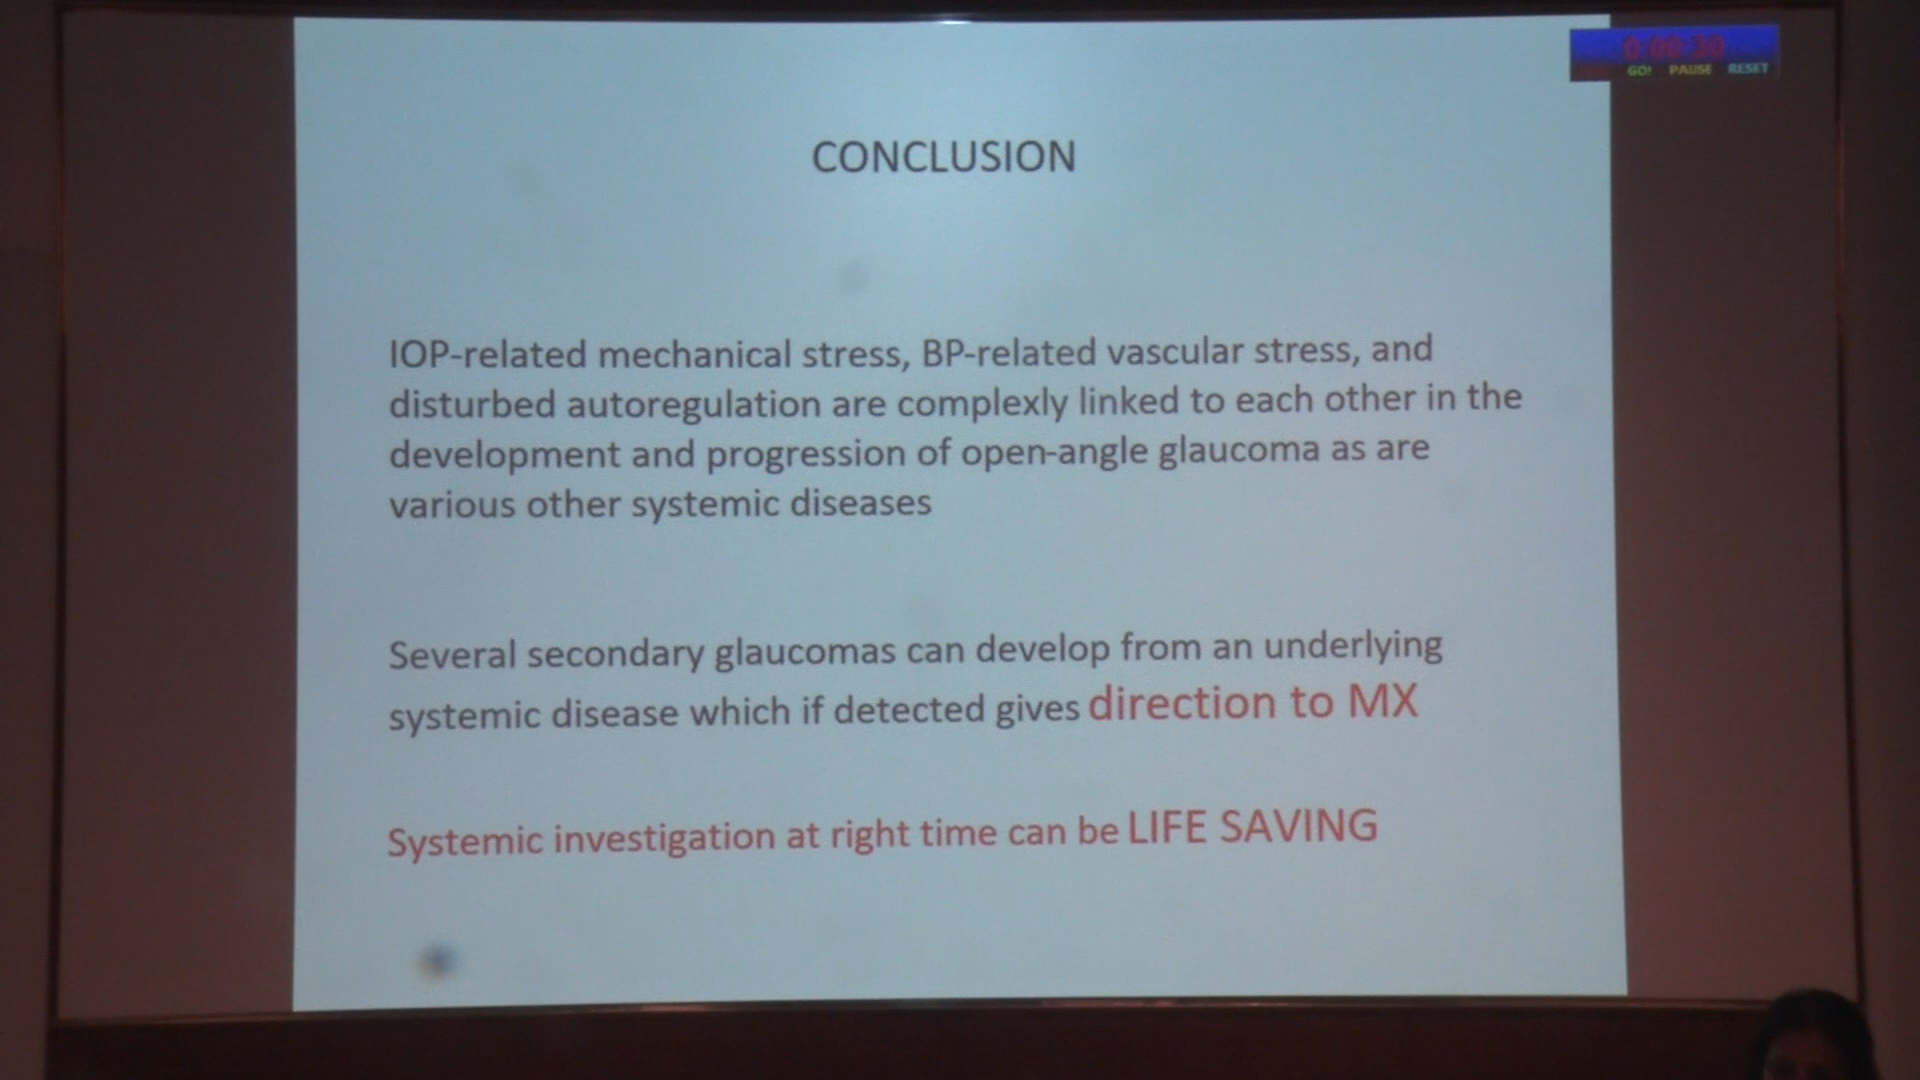 0:00:30
GO! PAUSE RESET
CONCLUSION
IOP-related mechanical stress, BP-related vascular stress, and
disturbed autoregulation are complexly linked to each other in the
development and progression of open-angle glaucoma as are
various other systemic diseases
Several secondary glaucomas can develop from an underlying
systemic disease which if detected gives direction to MX
Systemic investigation at right time can be LIFE SAVING